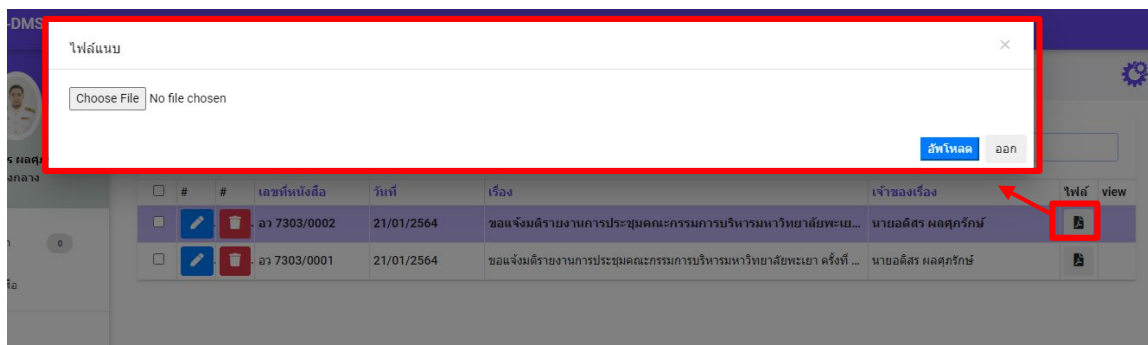 -DMS
ไฟล์แนบ
×
Choose File No file chosen
อัพโหลด ออก
# # เลขที่หนังสือ วันที่ เรื่อง เจ้าของเรื่อง ไฟล์ view
อว 7303/0002 21/01/2564 ขอแจ้งมติรายงานการประชุมคณะกรรมการบริหารมหาวิทยาลัยพะเย... นายอดิสร ผลศุภรักษ์
0
อว 7303/0001 21/01/2564 ขอแจ้งมติรายงานการประชุมคณะกรรมการบริหารมหาวิทยาลัยพะเยา ครั้งที่ ... นายอดิสร ผลศุภรักษ์